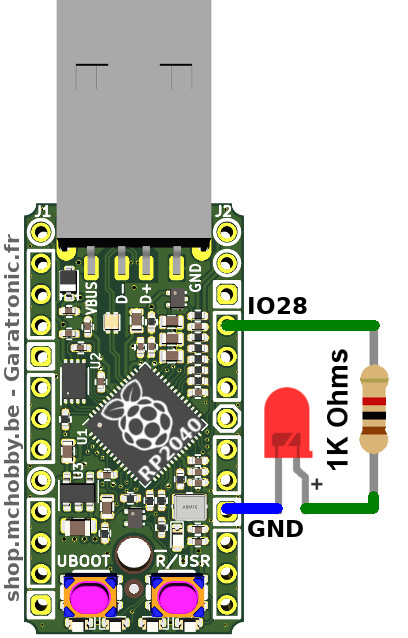 J1
J2
VBUS
D-
D+
GND
IO28
U2
1K Ohms
U1
RP2040
U3
+
GND
UBOOT
R/USR
shop.mchobby.be - Garatronic.fr